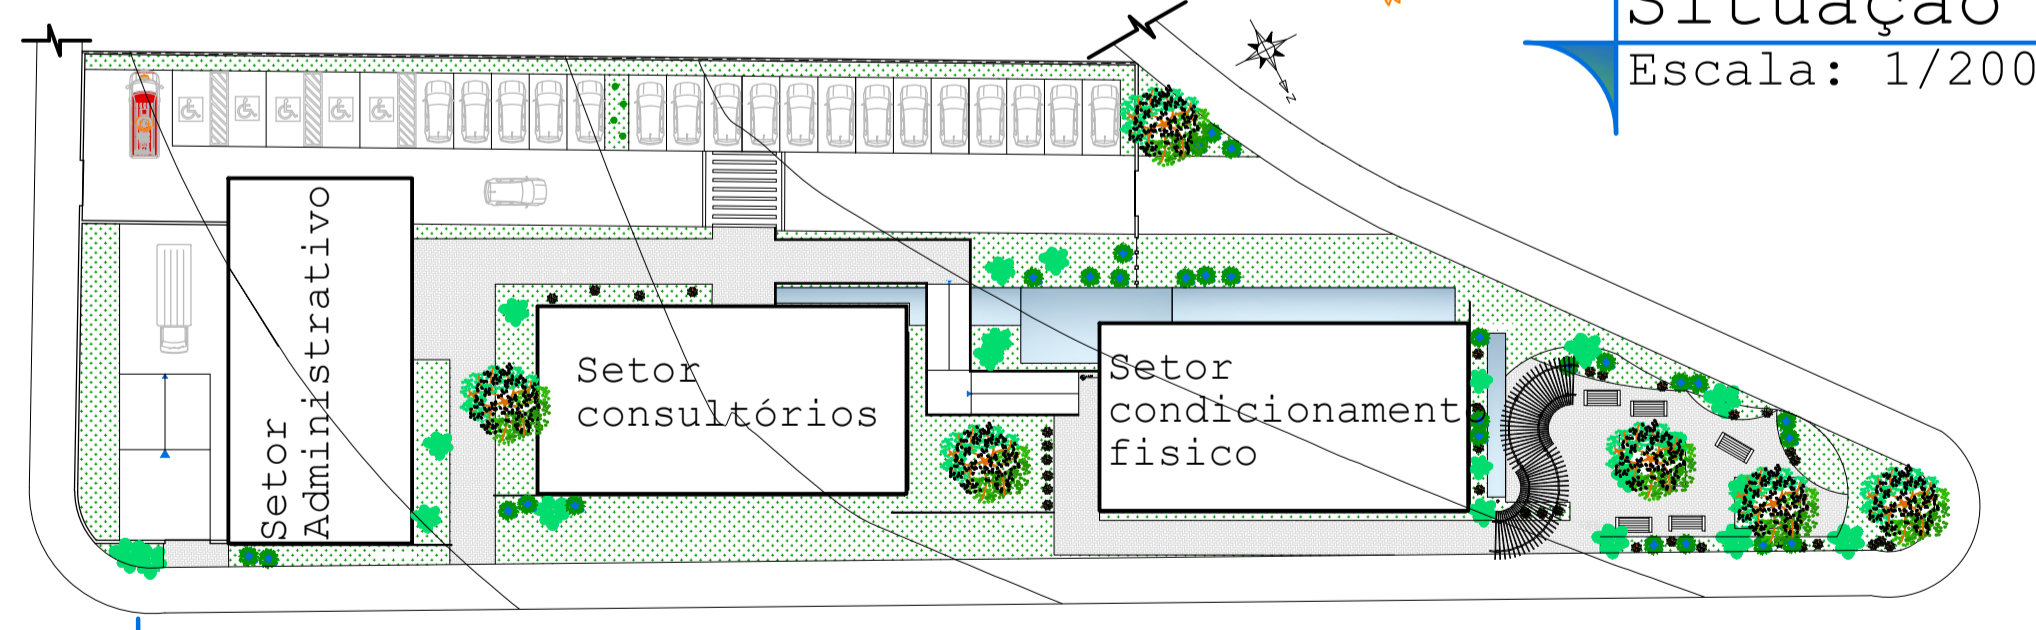 Situação
Escala: 1/200
N
Setor
Administrativo
Setor
consultórios
Setor
condicionamento
fisico